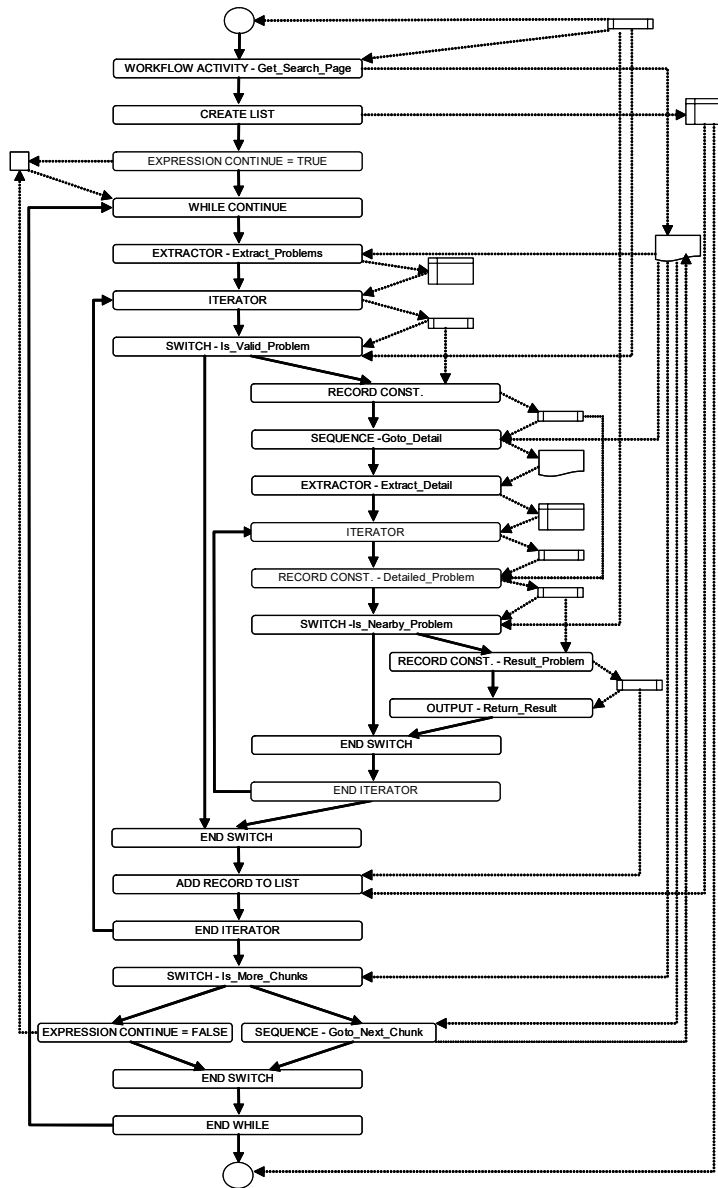 WORKFLOW ACTIVITY - Get_Search_Page
CREATE LIST
EXPRESSION CONTINUE = TRUE
WHILE CONTINUE
EXTRACTOR - Extract_Problems
ITERATOR
SWITCH - Is_Valid_Problem
RECORD CONST.
SEQUENCE -Goto_Detail
EXTRACTOR - Extract_Detail
ITERATOR
RECORD CONST. - Detailed_Problem
SWITCH -Is_Nearby_Problem
RECORD CONST. - Result_Problem
OUTPUT - Return_Result
END SWITCH
END ITERATOR
END SWITCH
ADD RECORD TO LIST
END ITERATOR
SWITCH - Is_More_Chunks
EXPRESSION CONTINUE = FALSE
SEQUENCE - Goto_Next_Chunk
END SWITCH
END WHILE